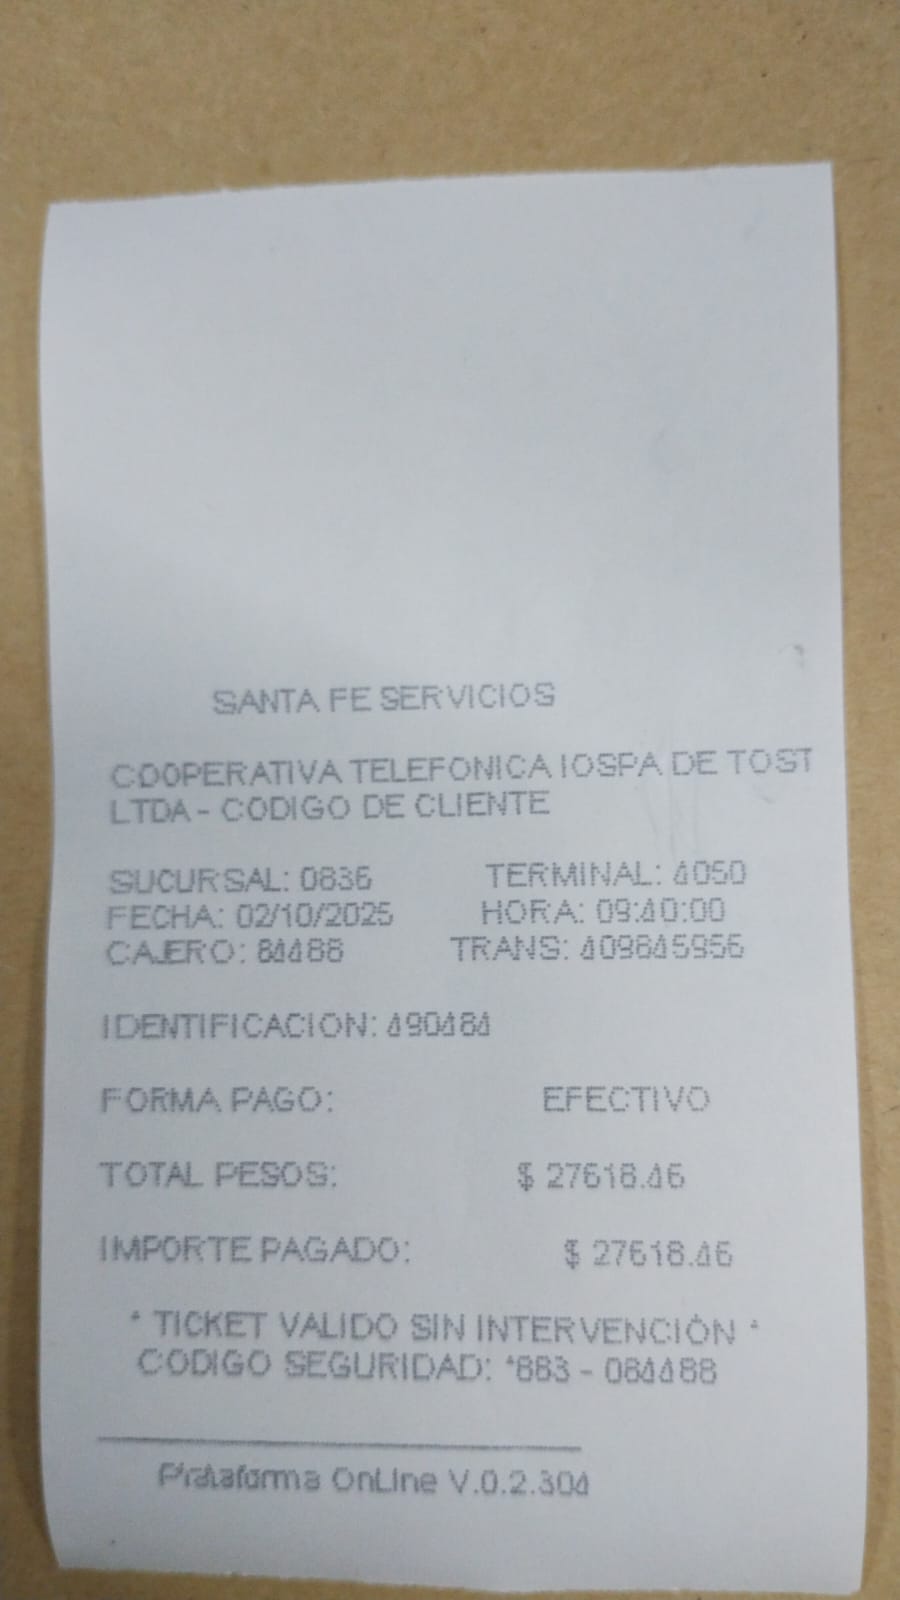 SANTA FE SERVICIOS
COOPERATIVA TELEFONICA IOSPA DE TOST
LTDA - CODIGO DE CLIENTE
SUCURSAL: 0836 TERMINAL: 4050
FECHA: 02/10/2025 HORA: 09:40:00
CAJERO: 84488 TRANS: 409845956
IDENTIFICACION: 490484
FORMA PAGO: EFECTIVO
TOTAL PESOS: $ 27618.46
IMPORTE PAGADO: $ 27618.46
* TICKET VALIDO SIN INTERVENCIÓN *
CODIGO SEGURIDAD: *883 - 084488
Plataforma OnLine V.0.2.304